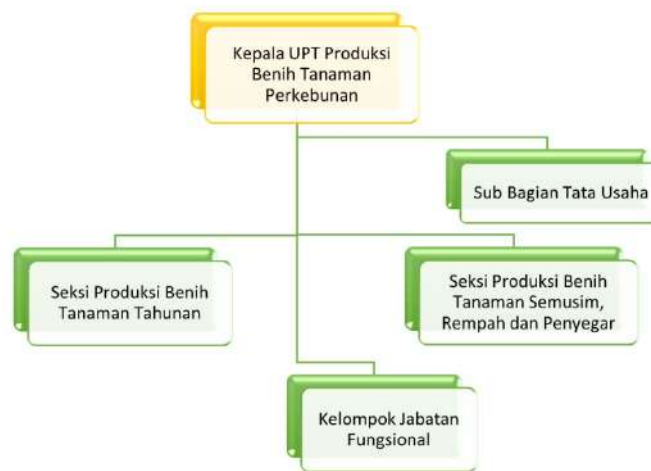 Kepala UPT Produksi
Benih Tanaman
Perkebunan
Sub Bagian Tata Usaha
Seksi Produksi Benih
Tanaman Tahunan
Seksi Produksi Benih
Tanaman Semusim,
Rempah dan Penyegar
Kelompok Jabatan
Fungsional